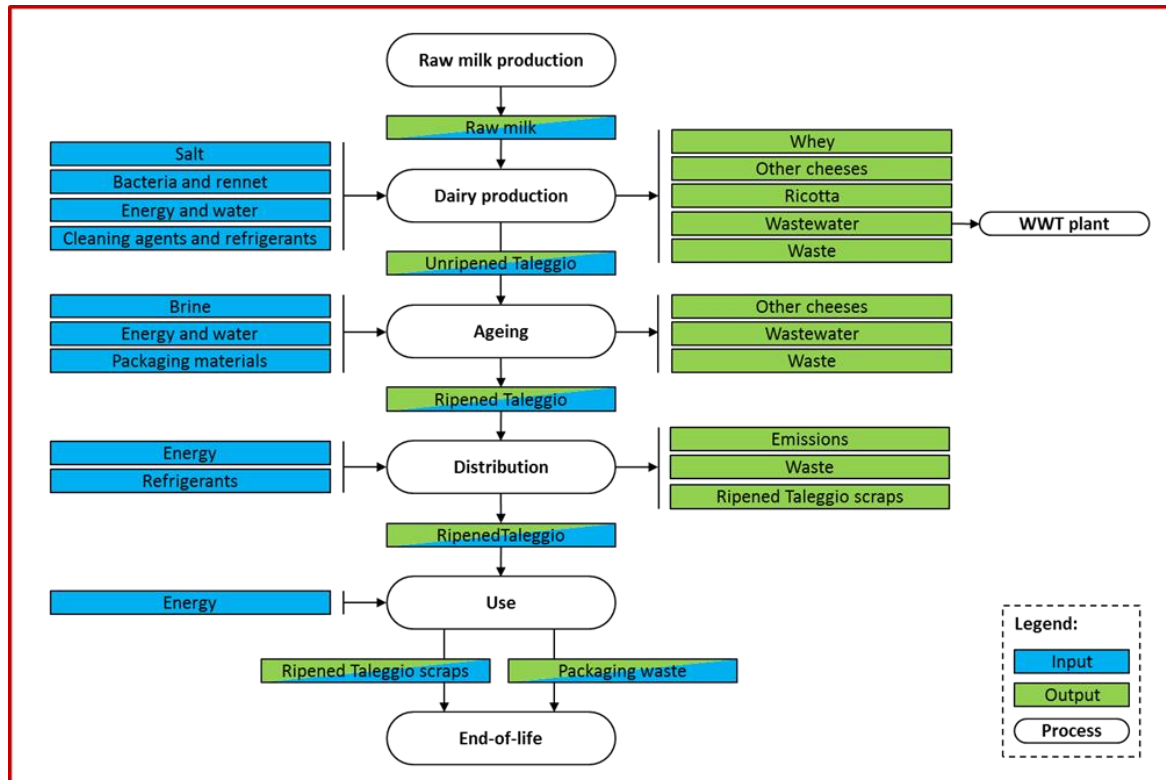 Raw milk production
Raw milk
Salt
Bacteria and rennet
Energy and water
Cleaning agents and refrigerants
Dairy production
Whey
Other cheeses
Ricotta
Wastewater
Waste
WWT plant
Unripened Taleggio
Brine
Energy and water
Packaging materials
Ageing
Other cheeses
Wastewater
Waste
Ripened Taleggio
Energy
Refrigerants
Distribution
Emissions
Waste
Ripened Taleggio scraps
RipenedTaleggio
Energy
Use
Ripened Taleggio scraps
Packaging waste
End-of-life
Legend:
Input
Output
Process